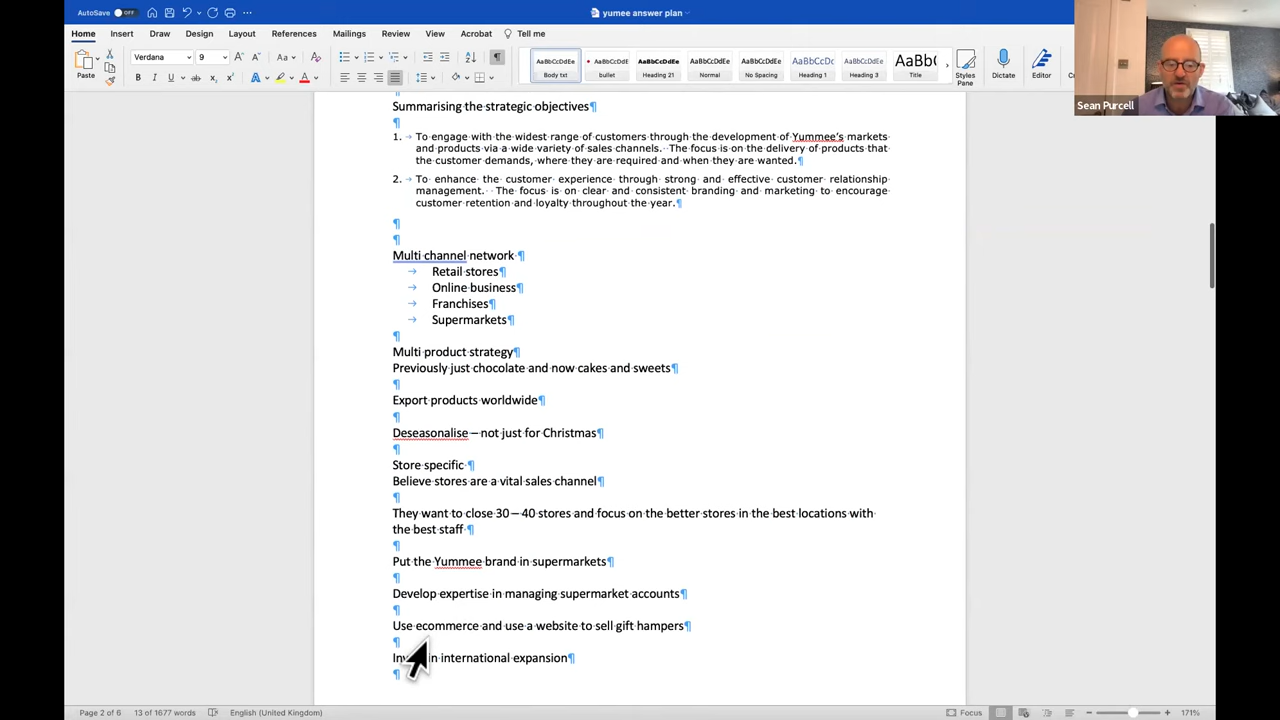 AutoSave OFF
yumee answer plan
Home Insert Draw Design Layout References Mailings Review View Acrobat Tell me
Paste
Verdana 9
AaBbCcDdEe AaBbCcDdEe AaBbCcDdEe AaBbCcDdEe AaBbCcDdEe AaBbCcDc AaBbCcDdEe AaBbC
Body txt bullet Heading 21 Normal No Spacing Heading 1 Heading 3 Title
Styles Pane
Dictate
Editor
Sean Purcell
Summarising the strategic objectives
1. To engage with the widest range of customers through the development of Yummee's markets
and products via a wide variety of sales channels. The focus is on the delivery of products that
the customer demands, where they are required and when they are wanted.
2. To enhance the customer experience through strong and effective customer relationship
management. The focus is on clear and consistent branding and marketing to encourage
customer retention and loyalty throughout the year.
Multi channel network
Retail stores
Online business
Franchises
Supermarkets
Multi product strategy
Previously just chocolate and now cakes and sweets
Export products worldwide
Deseasonalise – not just for Christmas
Store specific
Believe stores are a vital sales channel
They want to close 30 – 40 stores and focus on the better stores in the best locations with
the best staff
Put the Yummee brand in supermarkets
Develop expertise in managing supermarket accounts
Use ecommerce and use a website to sell gift hampers
in international expansion
Page 2 of 6 13 of 1677 words English (United Kingdom) Focus 171%